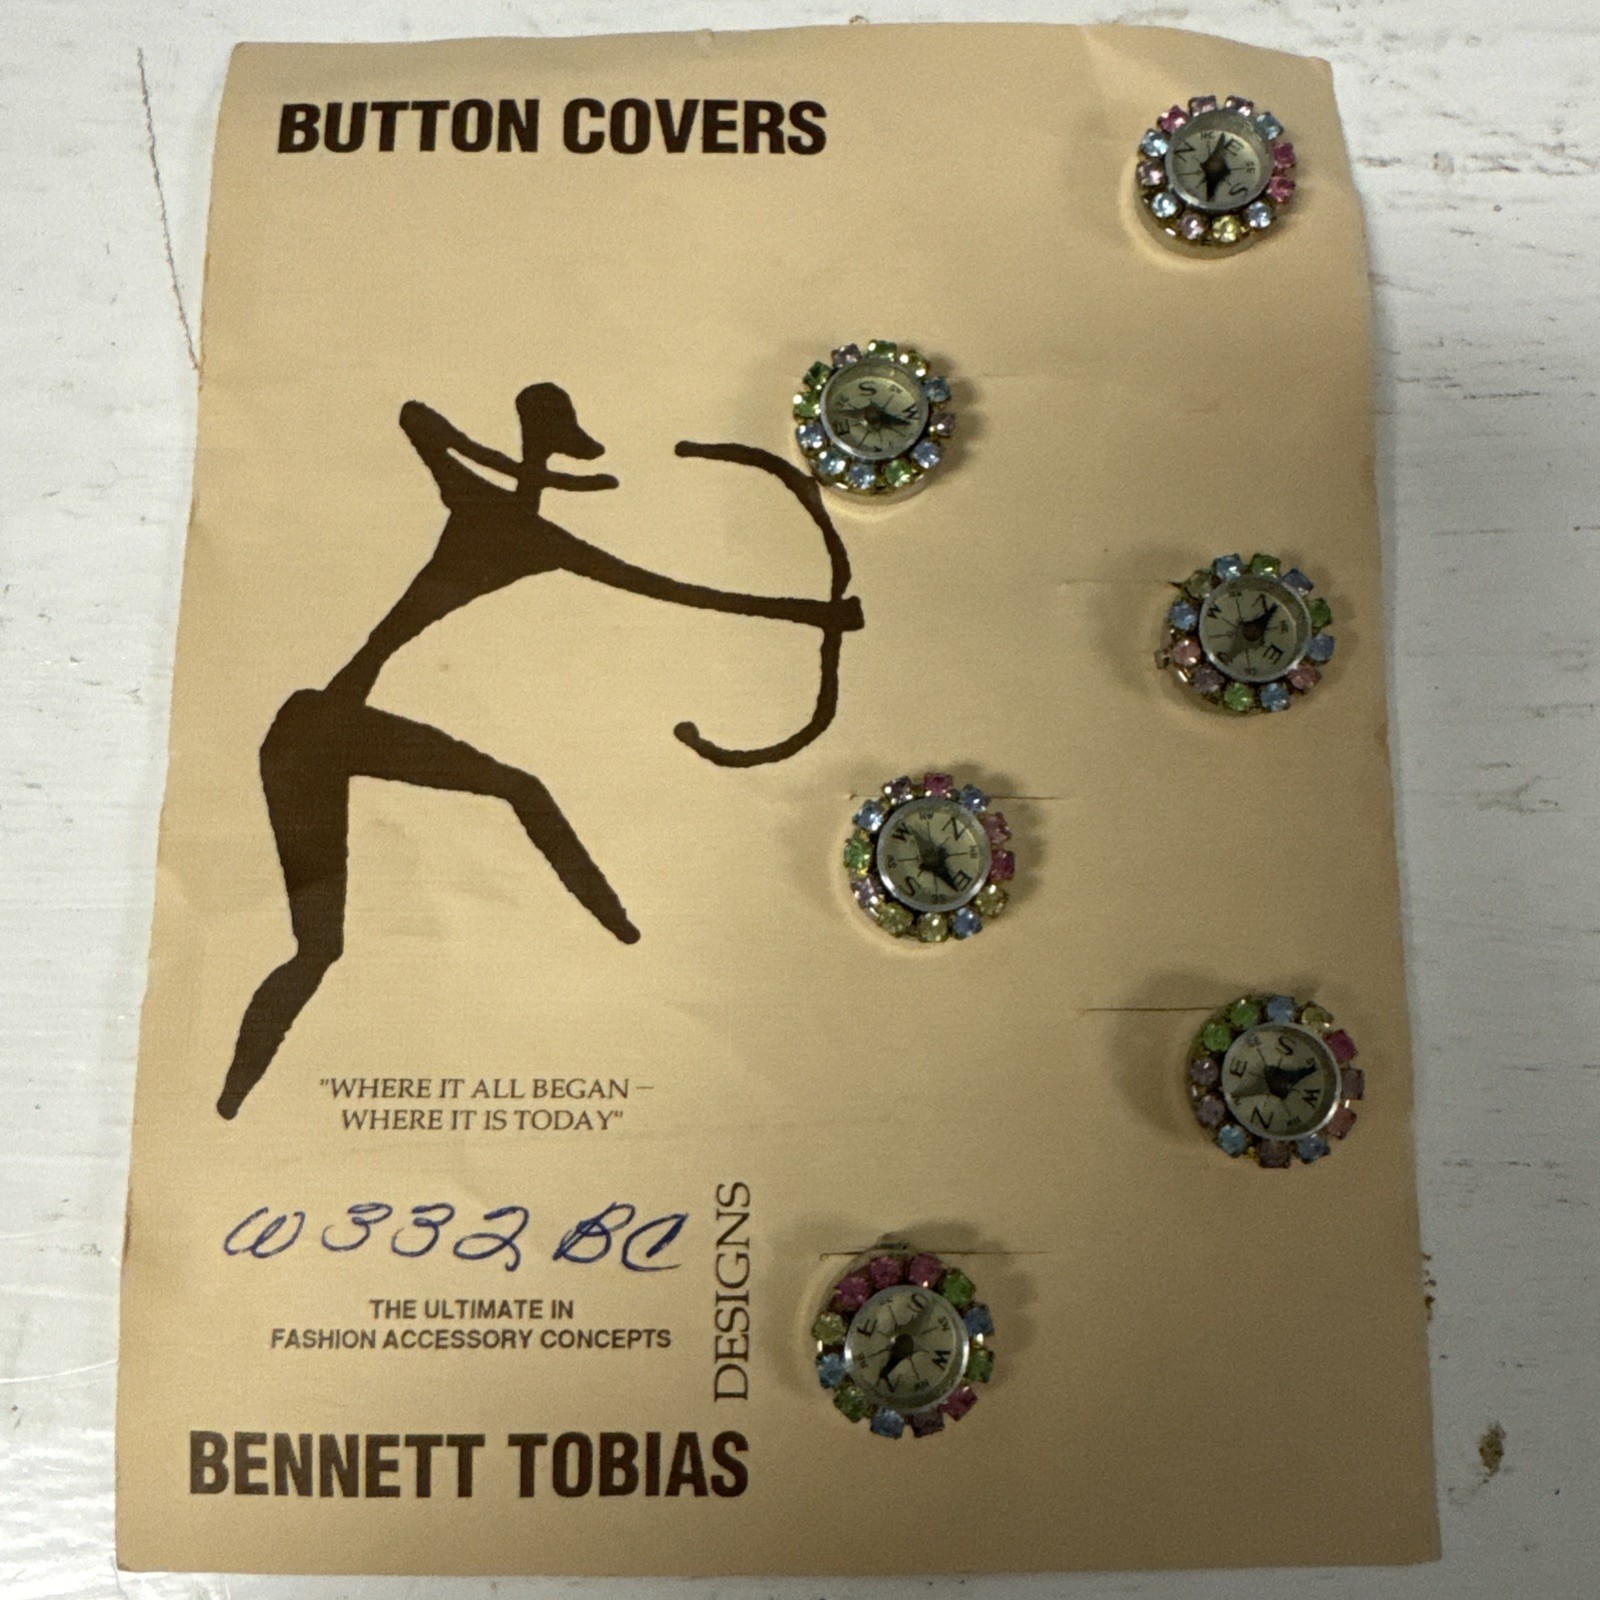 BUTTON COVERS
"WHERE IT ALL BEGAN –
WHERE IT IS TODAY"
W332BC
THE ULTIMATE IN
FASHION ACCESSORY CONCEPTS
DESIGNS
BENNETT TOBIAS